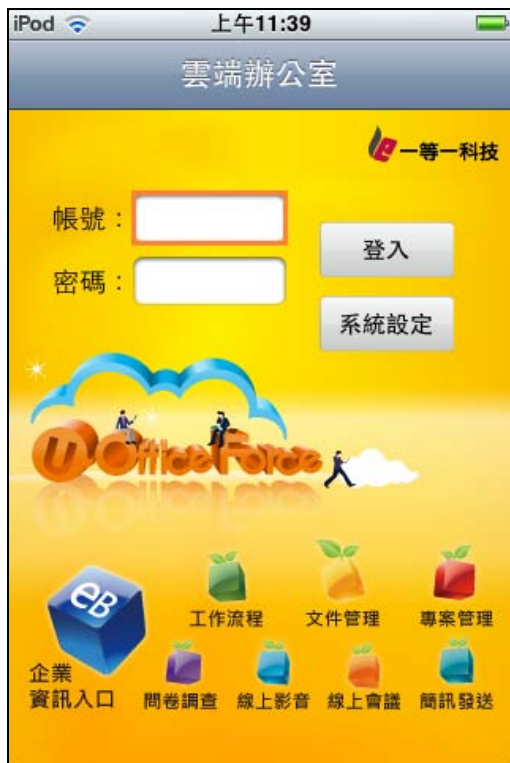 iPod 上午11:39
雲端辦公室
一等一科技
帳號：
登入
密碼：
系統設定
U-Office Force
eB
工作流程 文件管理 專案管理
企業
資訊入口 問卷調查 線上影音 線上會議 簡訊發送